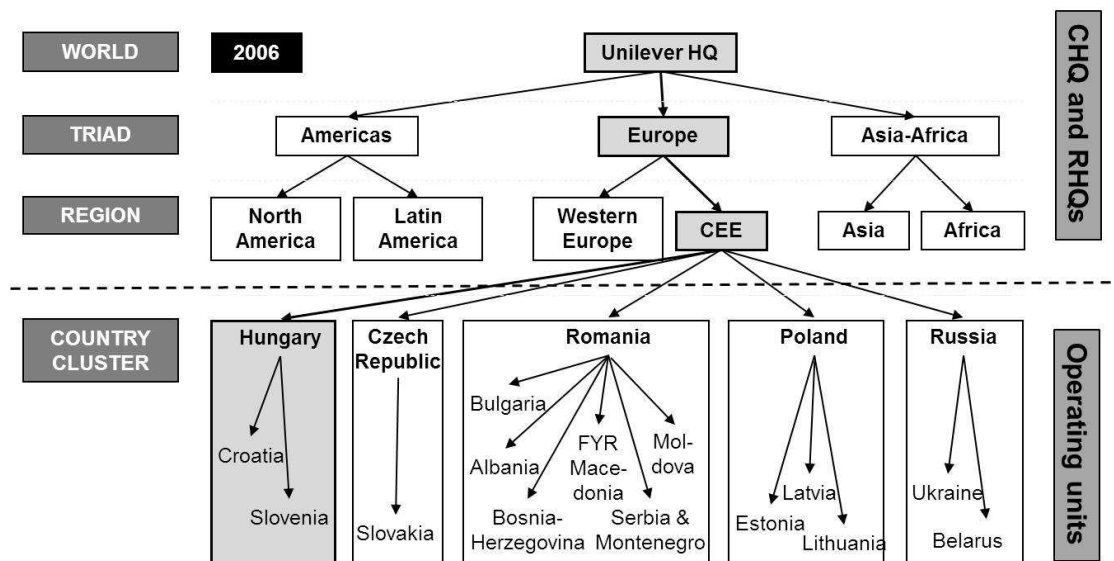 WORLD
2006
Unilever HQ
TRIAD
Americas
Europe
Asia-Africa
REGION
North
America
Latin
America
Western
Europe
CEE
Asia
Africa
CHQ and RHQs
COUNTRY
CLUSTER
Hungary
Croatia
Slovenia
Czech
Republic
Slovakia
Romania
Bulgaria
Albania
Bosnia-
Herzegovina
FYR
Mace-
donia
Serbia &
Montenegro
Mol-
dova
Poland
Estonia
Latvia
Lithuania
Russia
Ukraine
Belarus
Operating units